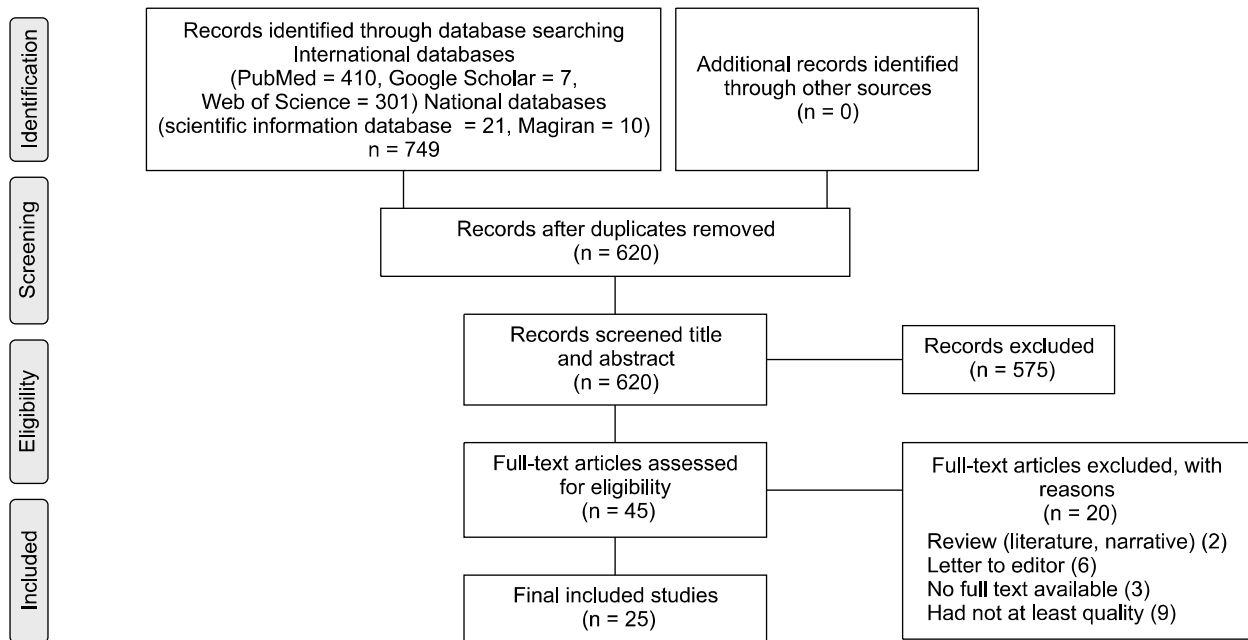 Identification
Records identified through database searching
International databases
(PubMed = 410, Google Scholar = 7,
Web of Science = 301) National databases
(scientific information database = 21, Magiran = 10)
n = 749
Additional records identified
through other sources
(n = 0)
Screening
Records after duplicates removed
(n = 620)
Eligibility
Records screened title
and abstract
(n = 620)
Records excluded
(n = 575)
Full-text articles assessed
for eligibility
(n = 45)
Full-text articles excluded, with
reasons
(n = 20)
Review (literature, narrative) (2)
Letter to editor (6)
No full text available (3)
Had not at least quality (9)
Included
Final included studies
(n = 25)